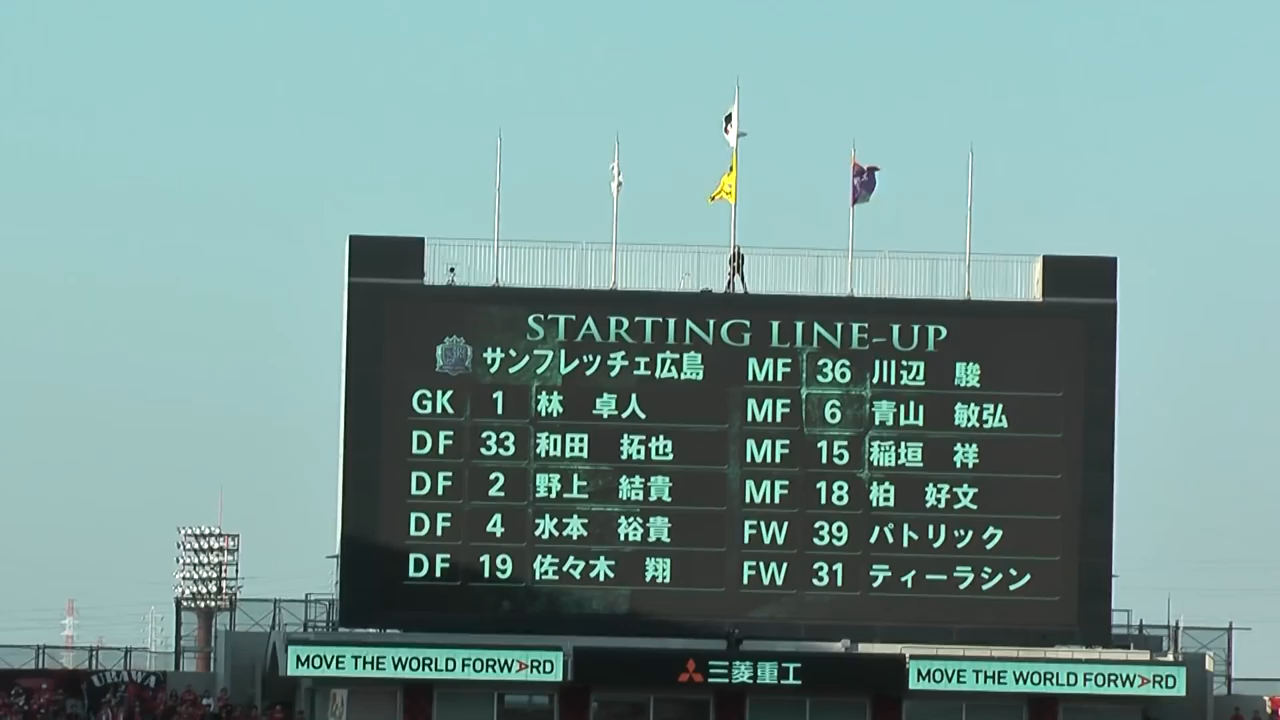 STARTING LINE-UP
サンフレッチェ広島
GK 1 林 卓人
DF 33 和田 拓也
DF 2 野上 結貴
DF 4 水本 裕貴
DF 19 佐々木 翔
MF 36 川辺 駿
MF 6 青山 敏弘
MF 15 稲垣 祥
MF 18 柏 好文
FW 39 パトリック
FW 31 ティーラシン
MOVE THE WORLD FORWARD
三菱重工
MOVE THE WORLD FORWARD
URAWA